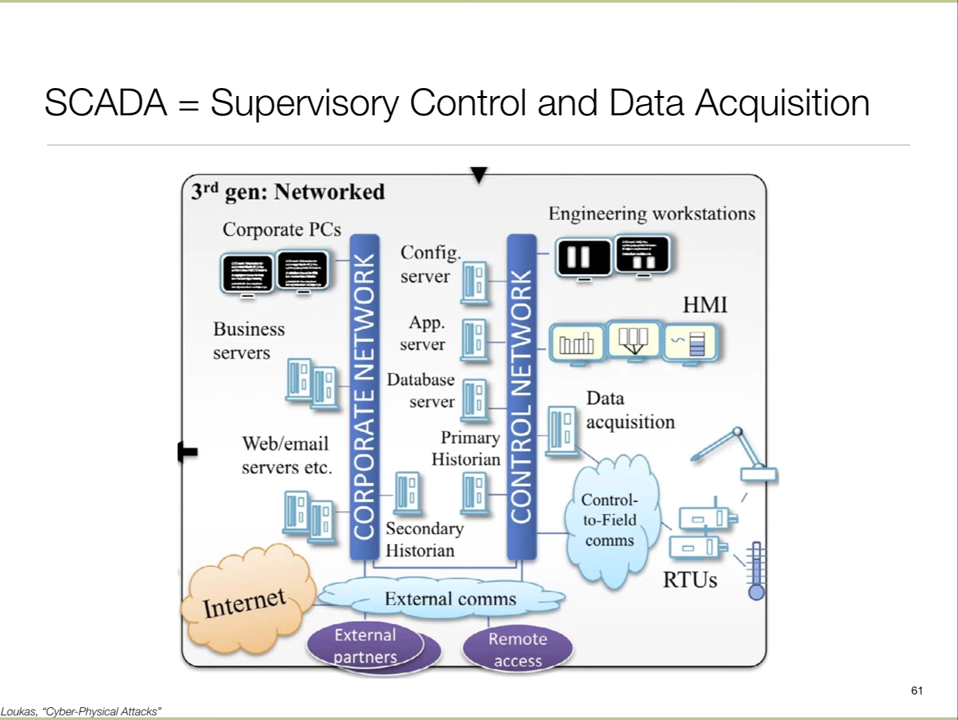 SCADA = Supervisory Control and Data Acquisition
3rd gen: Networked
Corporate PCs
Business
servers
Web/email
servers etc.
CORPORATE NETWORK
Config.
server
App.
server
Database
server
Primary
Historian
Secondary
Historian
CONTROL NETWORK
Engineering workstations
HMI
Data
acquisition
Control-
to-Field
comms
RTUs
Internet
External comms
External
partners
Remote
access
61
Loukas, “Cyber-Physical Attacks”